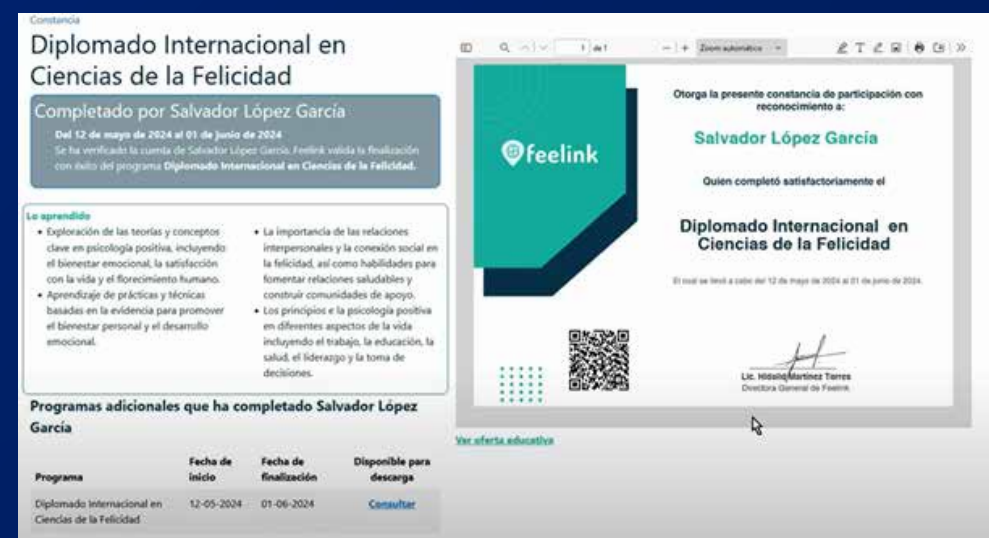 Constancia
Diplomado Internacional en
Ciencias de la Felicidad
Completado por Salvador López García
Del 12 de mayo de 2024 al 01 de junio de 2024
Se ha verificado la cuenta de Salvador López García. Feelink valida la finalización
con éxito del programa Diplomado Internacional en Ciencias de la Felicidad.
Lo aprendido
• Exploración de las teorías y conceptos
clave en psicología positiva, incluyendo
el bienestar emocional, la satisfacción
con la vida y el florecimiento humano.
• Aprendizaje de prácticas y técnicas
basadas en la evidencia para promover
el bienestar personal y el desarrollo
emocional.
• La importancia de las relaciones
interpersonales y la conexión social en
la felicidad, así como habilidades para
fomentar relaciones saludables y
construir comunidades de apoyo.
• Los principios e la psicología positiva
en diferentes aspectos de la vida
incluyendo el trabajo, la educación, la
salud, el liderazgo y la toma de
decisiones.
Programas adicionales que ha completado Salvador López
García
Programa Fecha de inicio Fecha de finalización Disponible para descarga
Diplomado Internacional en Ciencias de la Felicidad 12-05-2024 01-06-2024 Consultar
1 de 1 Zoom automático
feelink
Otorga la presente constancia de participación con
reconocimiento a:
Salvador López García
Quien completó satisfactoriamente el
Diplomado Internacional en
Ciencias de la Felicidad
El cual se llevó a cabo del 12 de mayo de 2024 al 01 de junio de 2024.
Lic. Martínez Torres
Directora General de Feelink
Ver oferta educativa